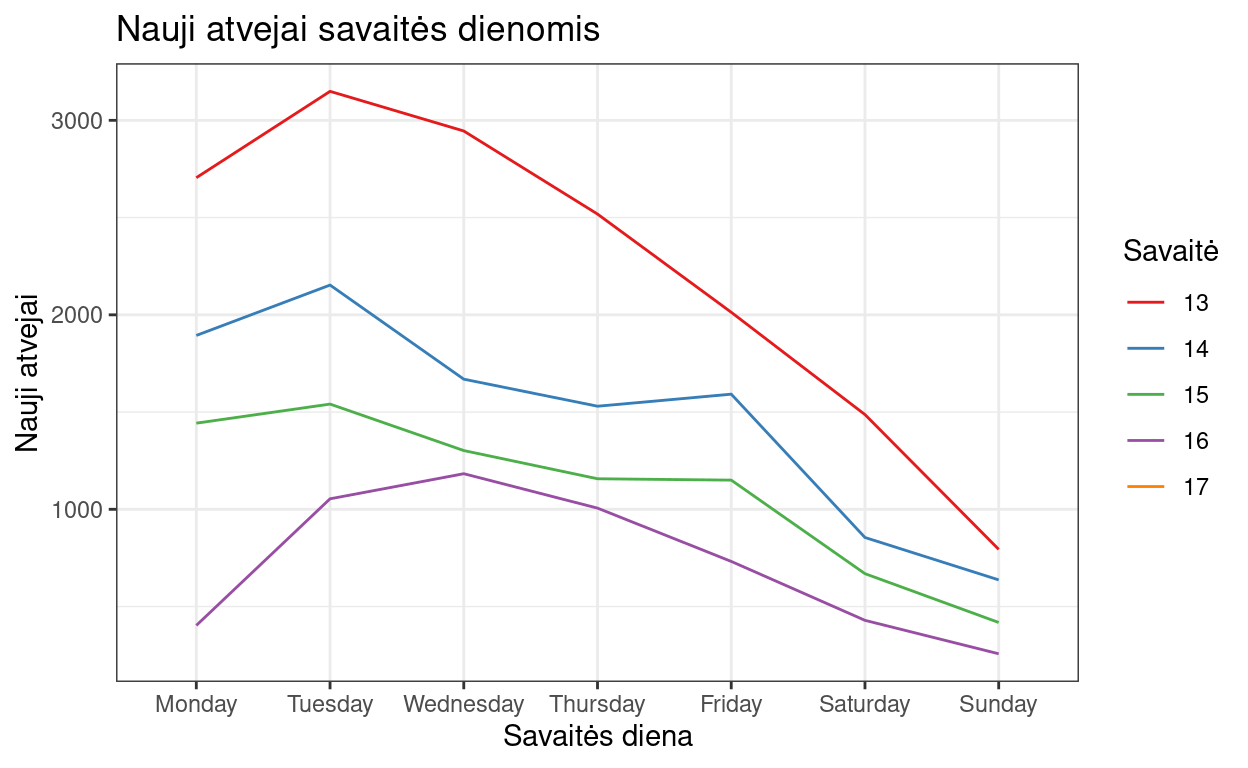 Nauji atvejai savaitės dienomis
Nauji atvejai
3000
2000
1000
Monday Tuesday Wednesday Thursday Friday Saturday Sunday
Savaitės diena
Savaitė
13
14
15
16
17